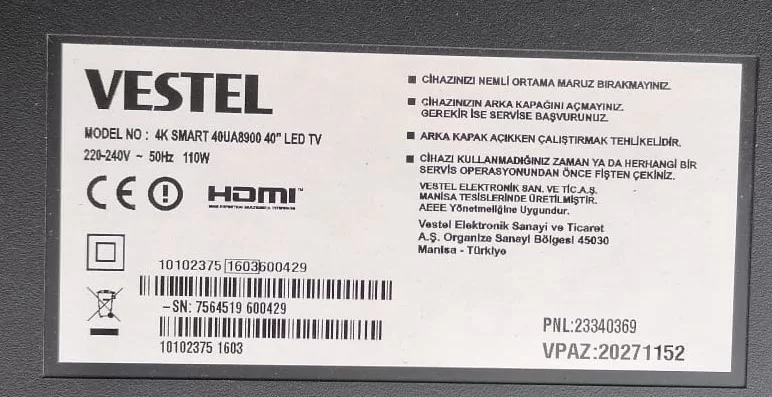 VESTEL
MODEL NO : 4K SMART 40UA8900 40" LED TV
220-240V ~ 50Hz 110W
CE HDMI™
10102375 1603600429
-SN: 7564519 600429
10102375 1603
■ CİHAZINIZI NEMLİ ORTAMA MARUZ BIRAKMAYINIZ.
■ CİHAZINIZIN ARKA KAPAĞINI AÇMAYINIZ.
GEREKİR İSE SERVİSE BAŞVURUNUZ.
■ ARKA KAPAK AÇIKKEN ÇALIŞTIRMAK TEHLİKELİDİR.
■ CİHAZI KULLANMADIĞINIZ ZAMAN YA DA HERHANGİ BİR
SERVİS OPERASYONUNDAN ÖNCE FİŞTEN ÇEKİNİZ.
VESTEL ELEKTRONİK SAN. VE TİC.A.Ş.
MANİSA TESİSLERİNDE ÜRETİLMİŞTİR.
AEEE Yönetmeliğine Uygundur.
Vestel Elektronik Sanayi ve Ticaret
A.Ş. Organize Sanayi Bölgesi 45030
Manisa - Türkiye
PNL:23340369
VPAZ:20271152